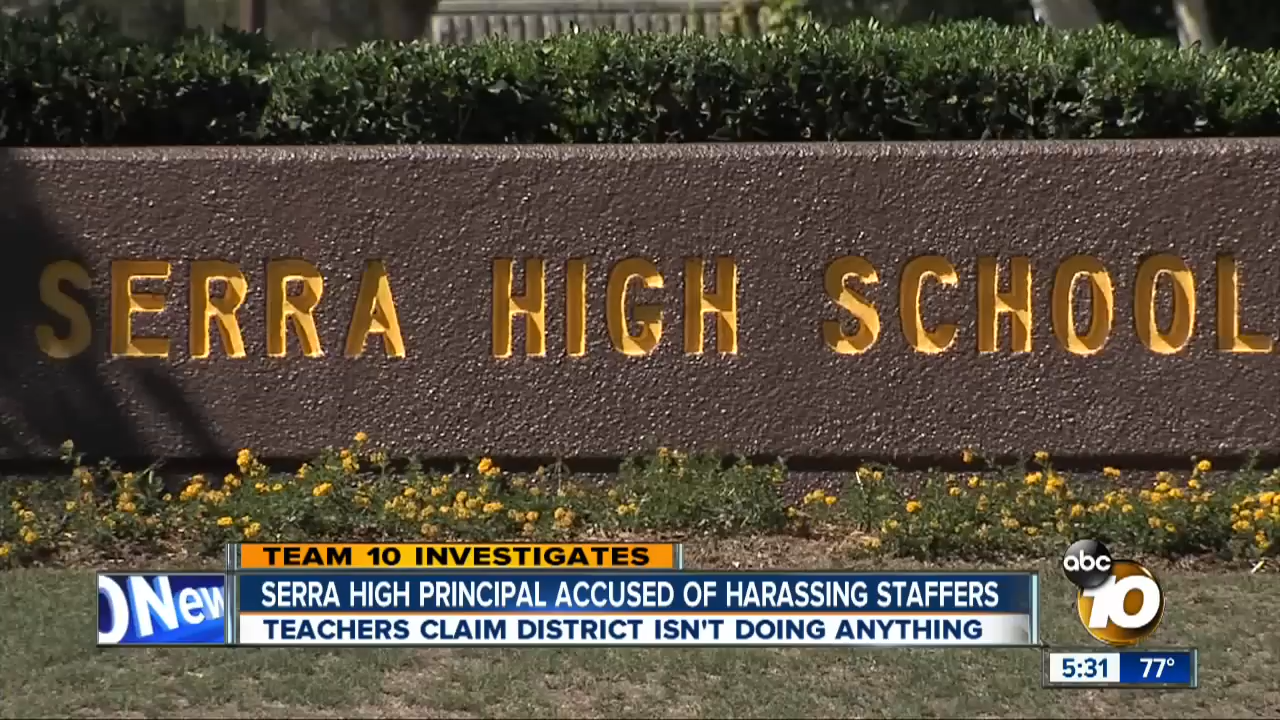 SERRA HIGH SCHOOL
TEAM 10 INVESTIGATES
SERRA HIGH PRINCIPAL ACCUSED OF HARASSING STAFFERS
TEACHERS CLAIM DISTRICT ISN'T DOING ANYTHING
abc
10
5:31 77°